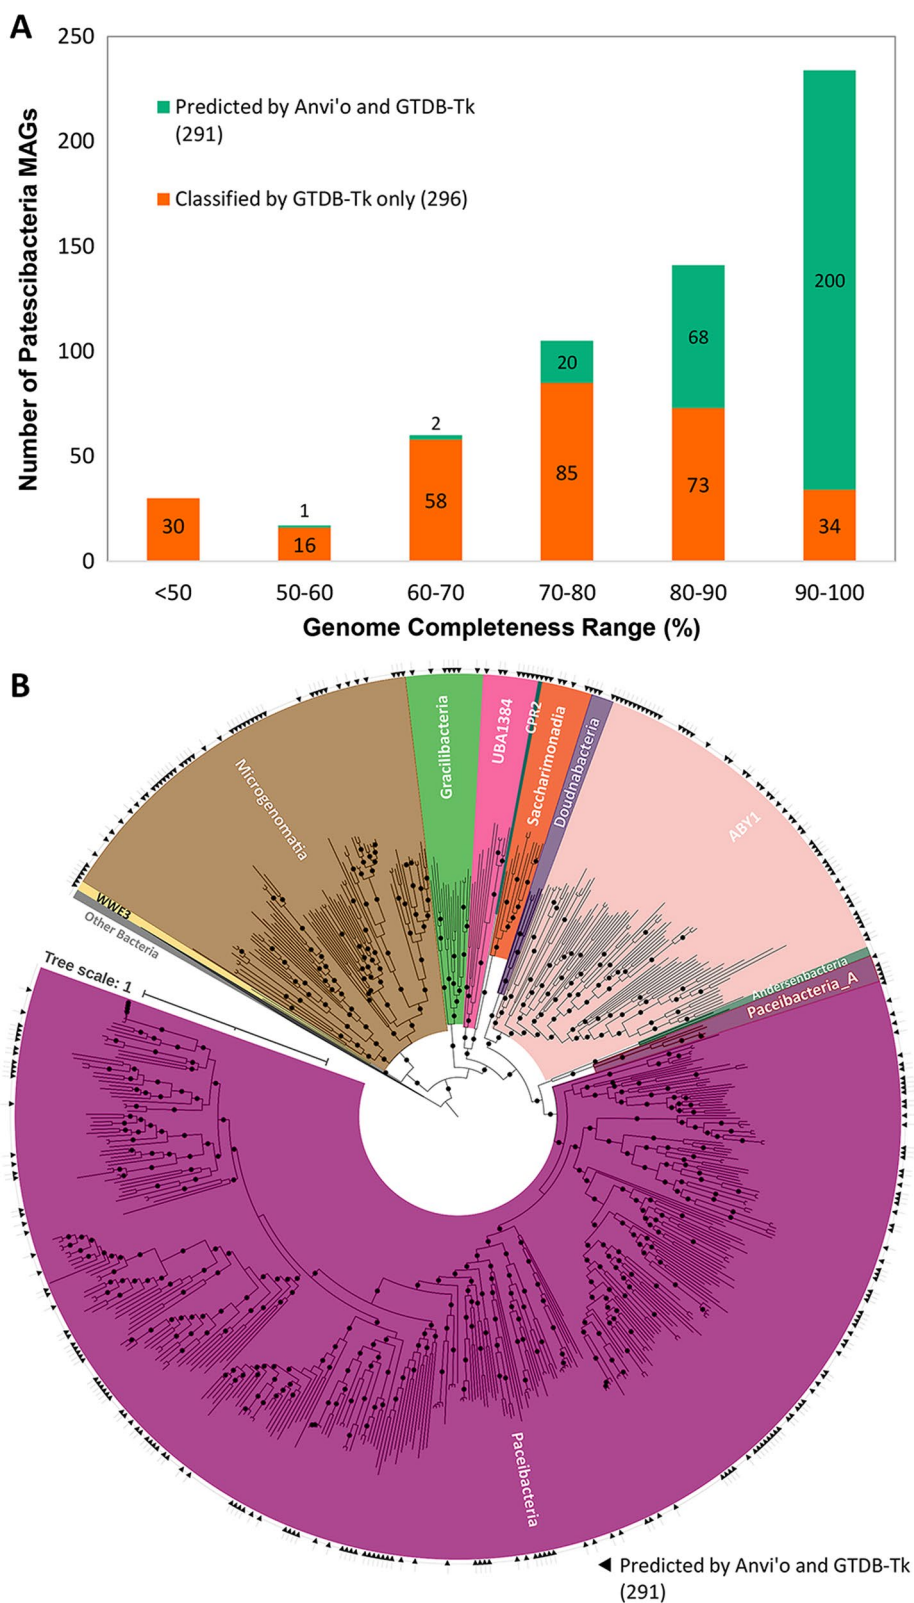 A
250
200
150
100
50
0
Number of Patescibacteria MAGs
Predicted by Anvi'o and GTDB-Tk
(291)
Classified by GTDB-Tk only (296)
30
1
16
2
58
20
85
68
73
200
34
<50
50-60
60-70
70-80
80-90
90-100
Genome Completeness Range (%)
B
Microgenomatia
Gracilibacteria
UBA1384
CPR2
Saccharimonadia
Doudnabacteria
ABY1
WWE3
Other Bacteria
Tree scale: 1
Andersenbacteria
Paceibacteria_A
Paceibacteria
Predicted by Anvi'o and GTDB-Tk
(291)